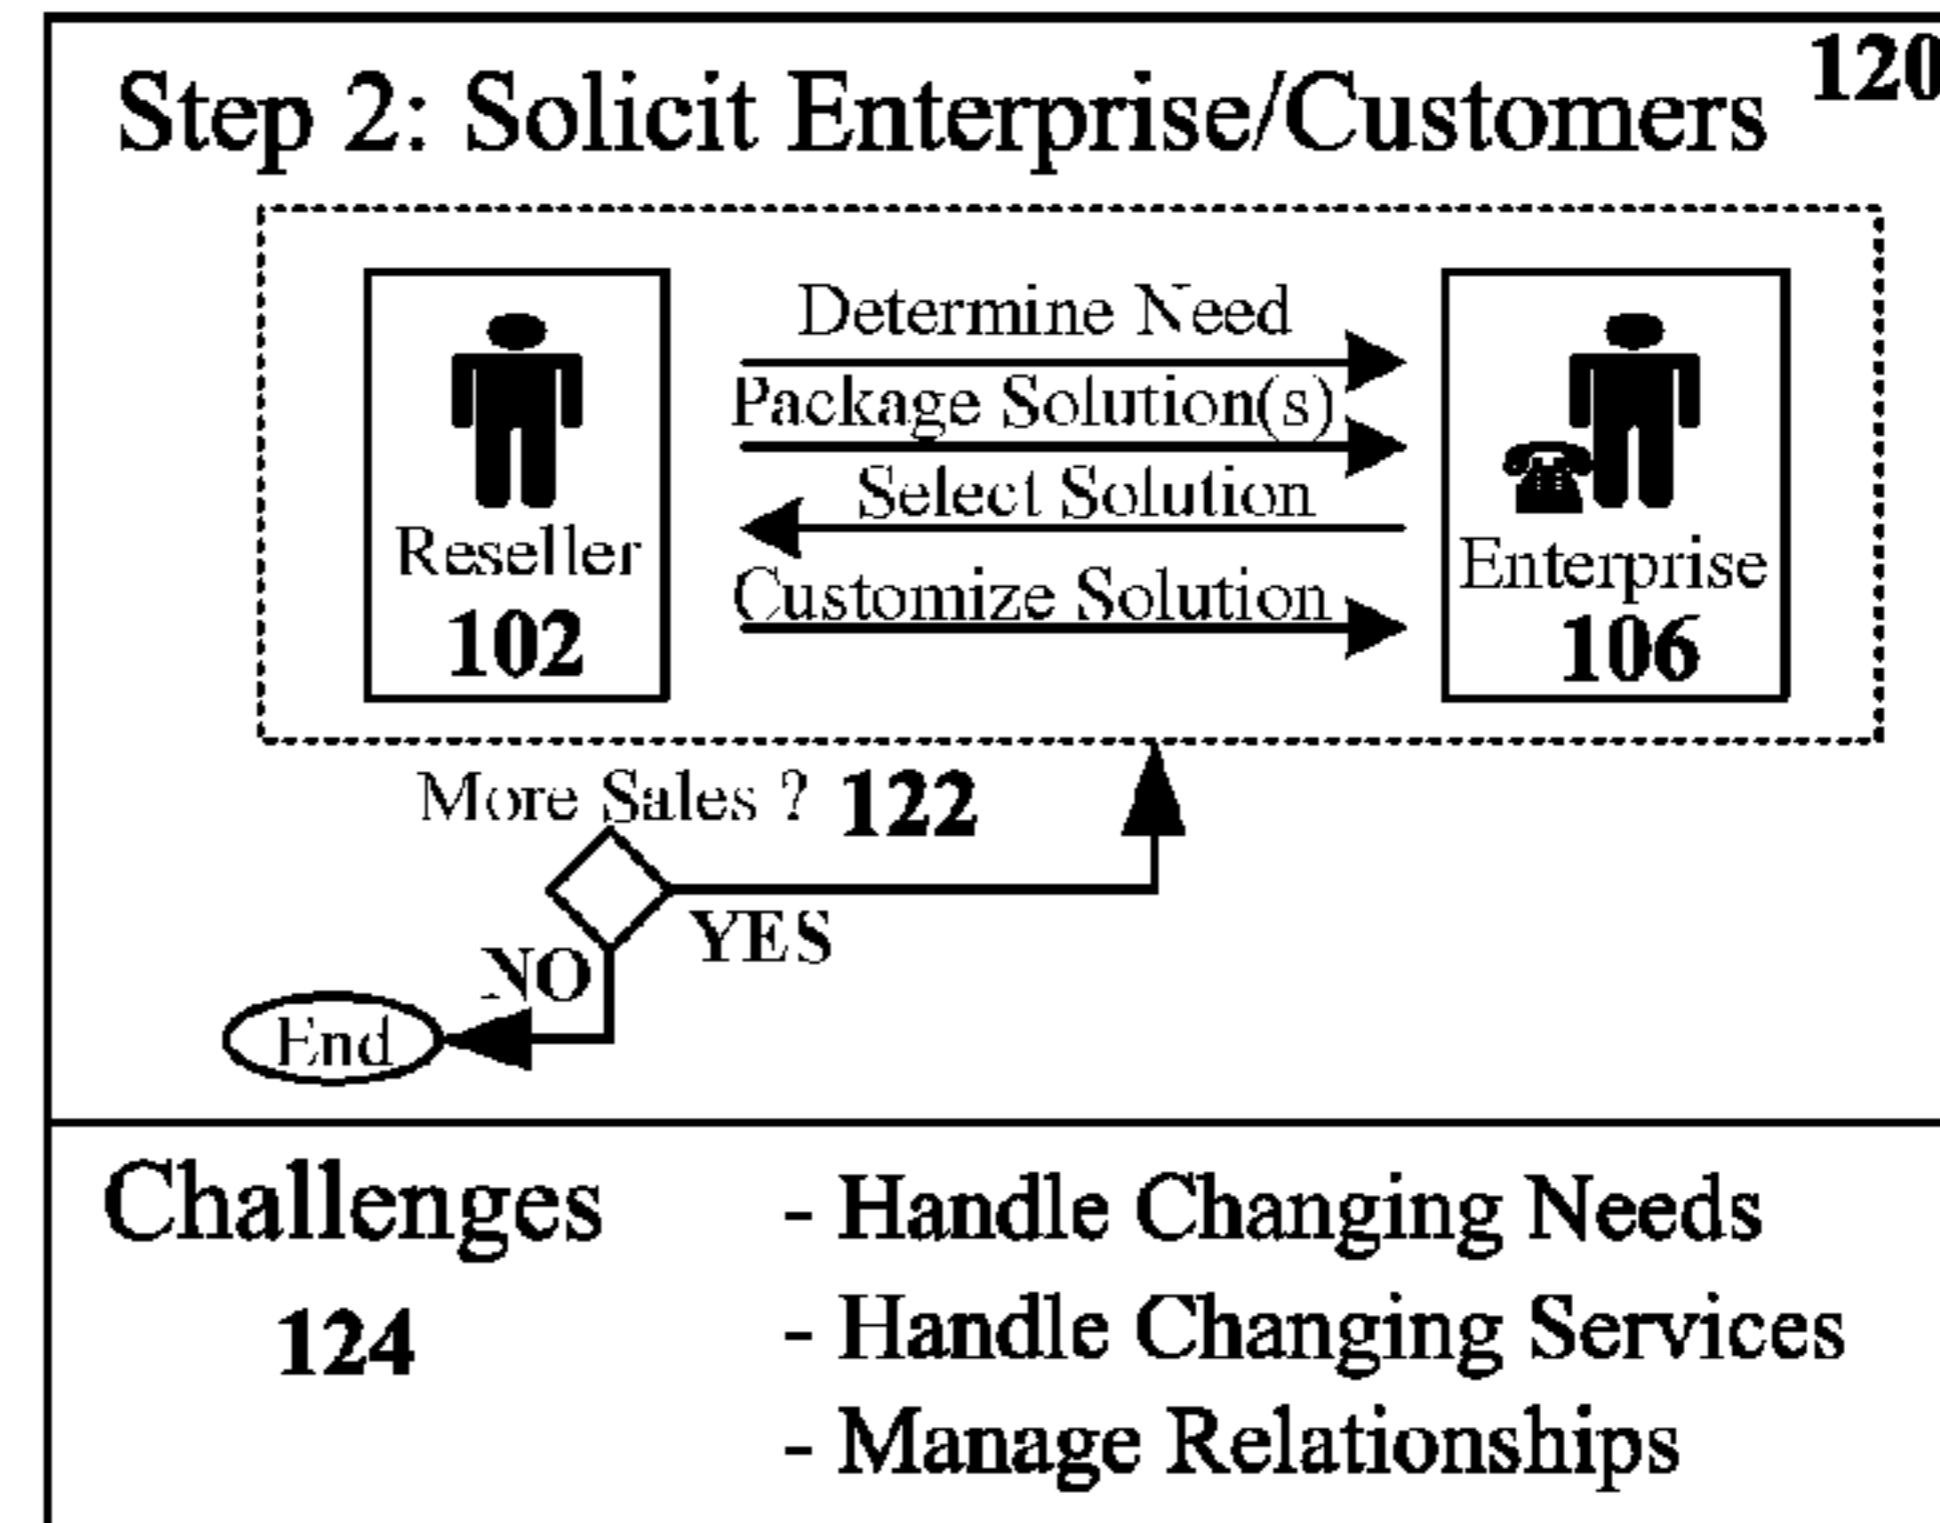 Step 2: Solicit Enterprise/Customers 120
Determine Need
Package Solution(s)
Select Solution
Customize Solution
Reseller
102
Enterprise
106
More Sales ? 122
YES
NO
End
Challenges
124
- Handle Changing Needs
- Handle Changing Services
- Manage Relationships